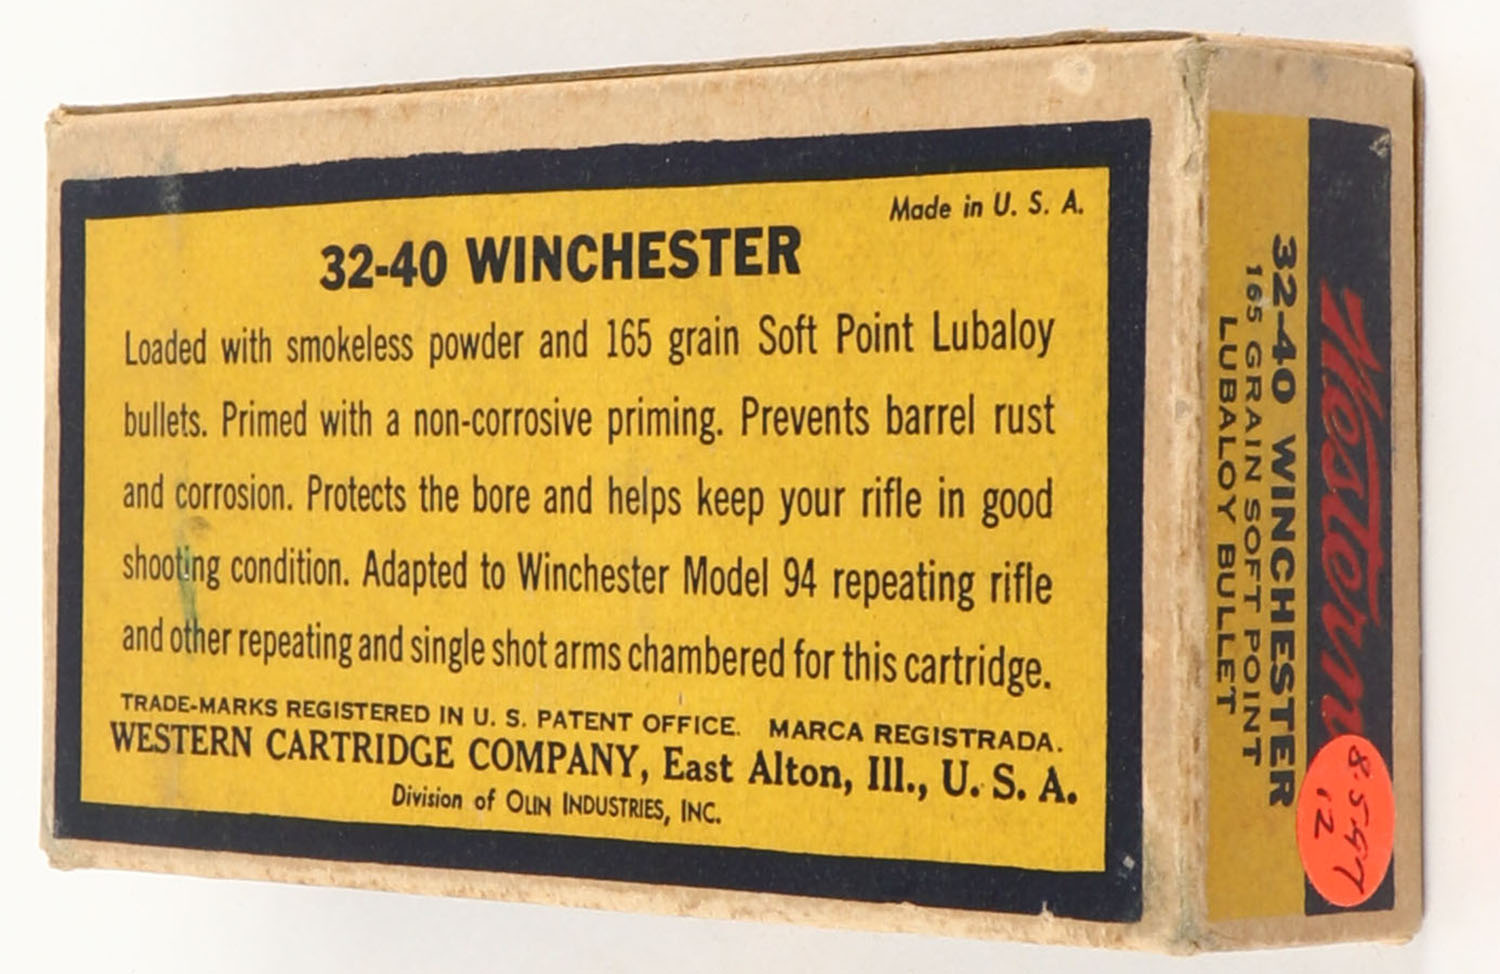 Made in U. S. A.
32-40 WINCHESTER
Loaded with smokeless powder and 165 grain Soft Point Lubaloy
bullets. Primed with a non-corrosive priming. Prevents barrel rust
and corrosion. Protects the bore and helps keep your rifle in good
shooting condition. Adapted to Winchester Model 94 repeating rifle
and other repeating and single shot arms chambered for this cartridge.
TRADE-MARKS REGISTERED IN U. S. PATENT OFFICE. MARCA REGISTRADA.
WESTERN CARTRIDGE COMPANY, East Alton, Ill., U. S. A.
Division of OLIN INDUSTRIES, INC.
Western
32-40 WINCHESTER
165 GRAIN SOFT POINT
LUBALOY BULLET
12